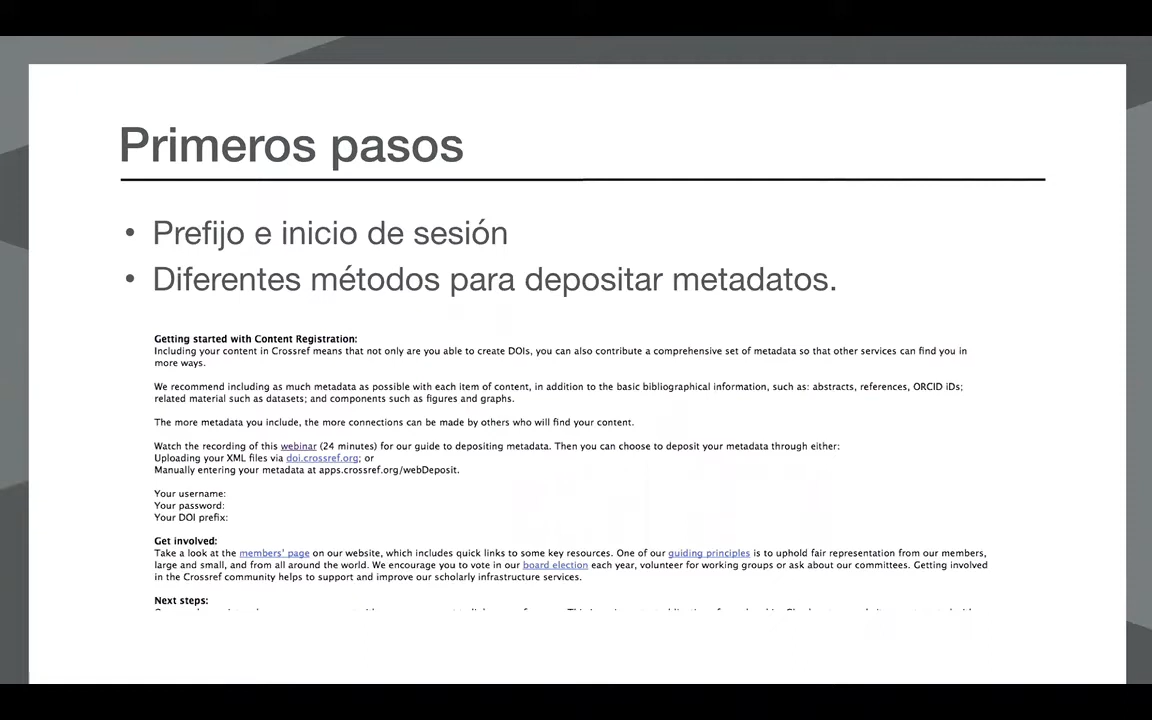 Primeros pasos
• Prefijo e inicio de sesión
• Diferentes métodos para depositar metadatos.
Getting started with Content Registration:
Including your content in Crossref means that not only are you able to create DOIs, you can also contribute a comprehensive set of metadata so that other services can find you in
more ways.
We recommend including as much metadata as possible with each item of content, in addition to the basic bibliographical information, such as: abstracts, references, ORCID iDs;
related material such as datasets; and components such as figures and graphs.
The more metadata you include, the more connections can be made by others who will find your content.
Watch the recording of this webinar (24 minutes) for our guide to depositing metadata. Then you can choose to deposit your metadata through either:
Uploading your XML files via doi.crossref.org; or
Manually entering your metadata at apps.crossref.org/webDeposit.
Your username:
Your password:
Your DOI prefix:
Get involved:
Take a look at the members' page on our website, which includes quick links to some key resources. One of our guiding principles is to uphold fair representation from our members,
large and small, and from all around the world. We encourage you to vote in our board election each year, volunteer for working groups or ask about our committees. Getting involved
in the Crossref community helps to support and improve our scholarly infrastructure services.
Next steps: